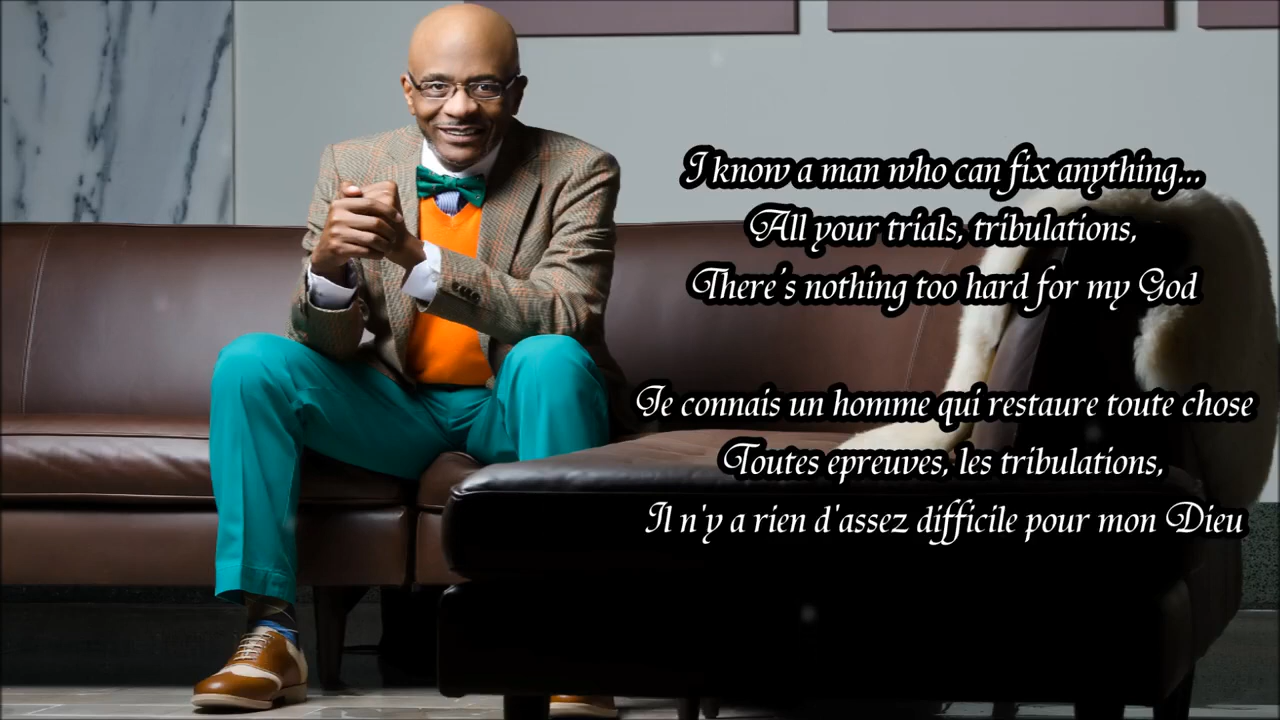 I know a man who can fix anything...
All your trials, tribulations,
There's nothing too hard for my God
Je connais un homme qui restaure toute chose
Toutes epreuves, les tribulations,
Il n'y a rien d'assez difficile pour mon Dieu